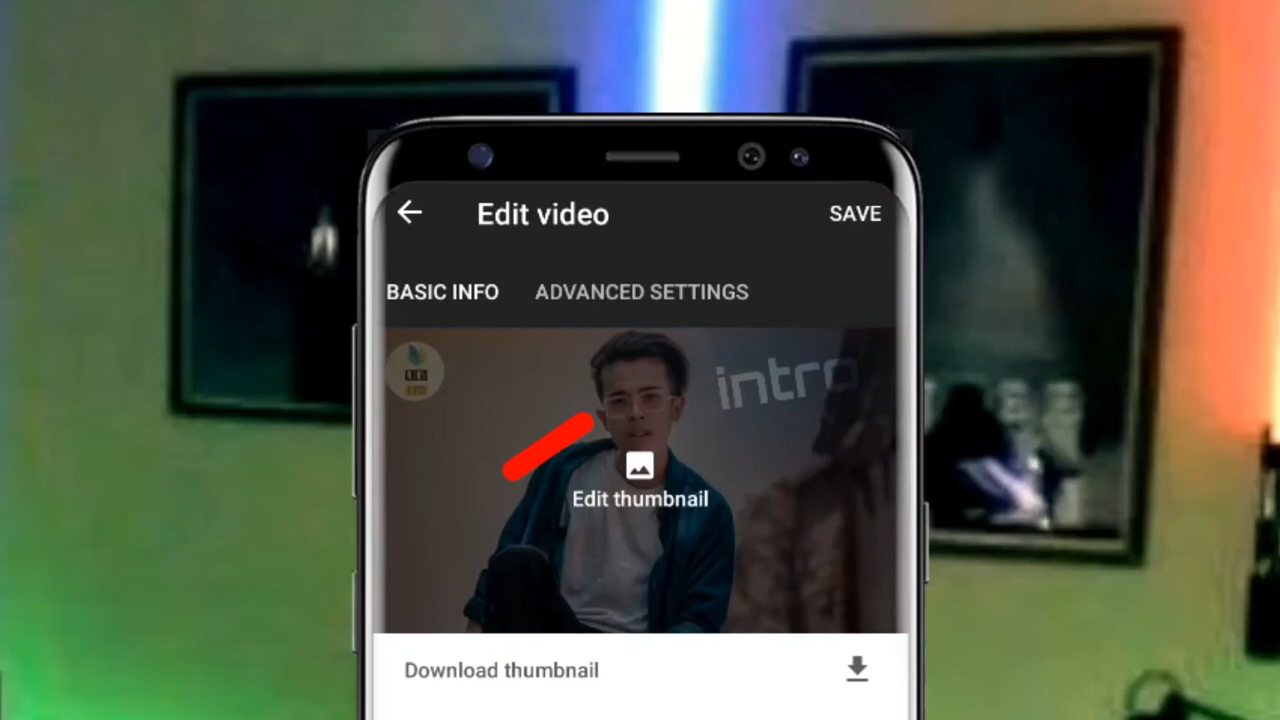 Edit video
SAVE
BASIC INFO
ADVANCED SETTINGS
intro
Edit thumbnail
Download thumbnail